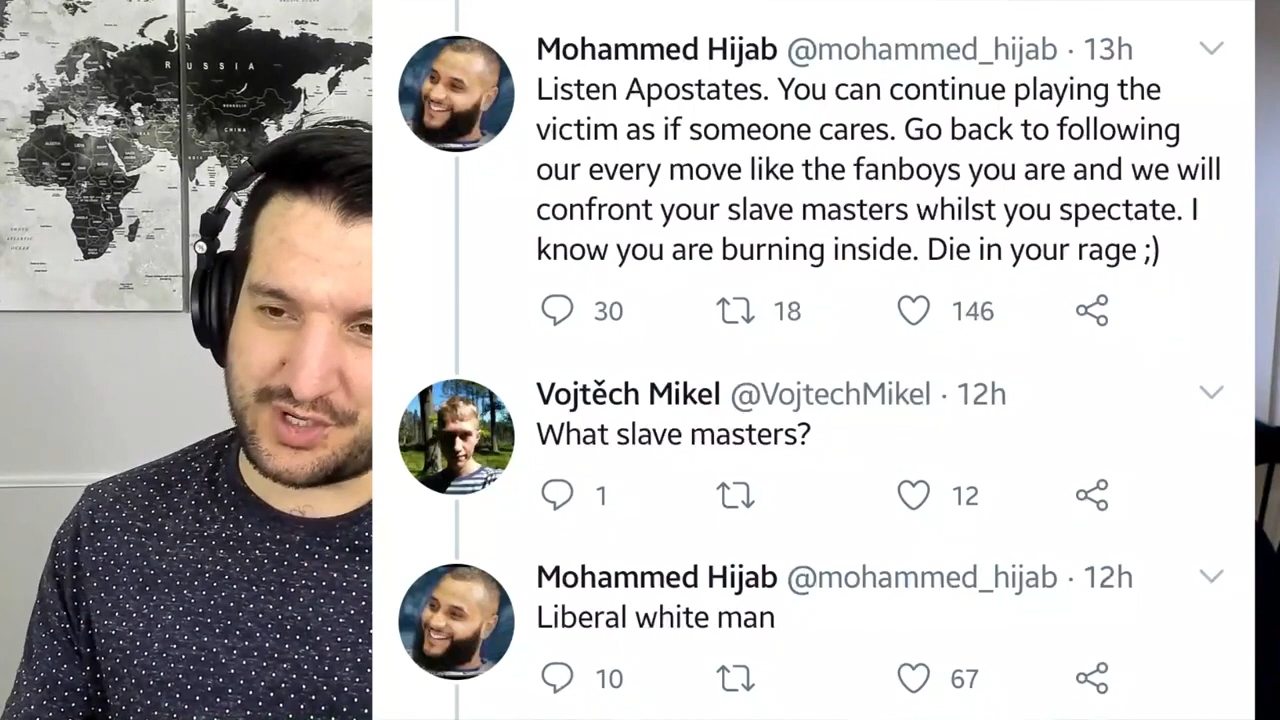 RUSSIA
CHINA
Mohammed Hijab @mohammed_hijab · 13h
Listen Apostates. You can continue playing the
victim as if someone cares. Go back to following
our every move like the fanboys you are and we will
confront your slave masters whilst you spectate. I
know you are burning inside. Die in your rage ;)
30 18 146
Vojtěch Mikel @VojtechMikel · 12h
What slave masters?
1 12
Mohammed Hijab @mohammed_hijab · 12h
Liberal white man
10 67